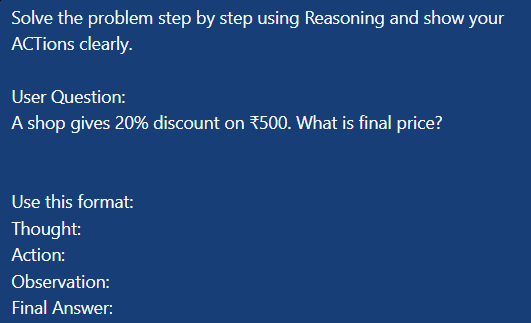 Solve the problem step by step using Reasoning and show your
ACTions clearly.
User Question:
A shop gives 20% discount on ₹500. What is final price?
Use this format:
Thought:
Action:
Observation:
Final Answer: